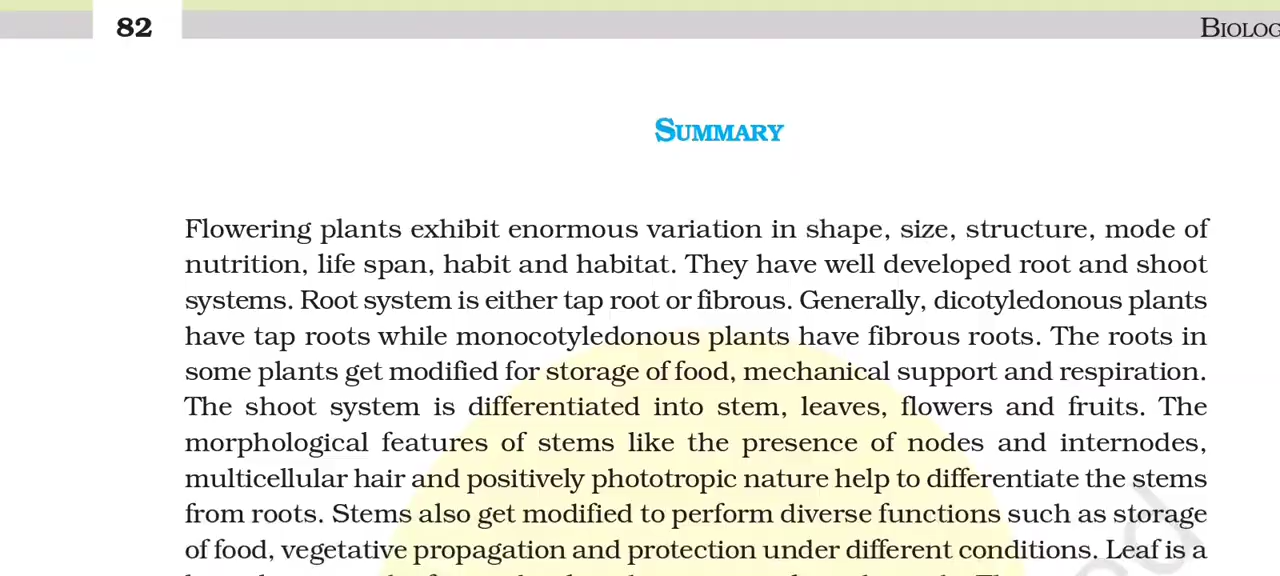 82
SUMMARY
Flowering plants exhibit enormous variation in shape, size, structure, mode of
nutrition, life span, habit and habitat. They have well developed root and shoot
systems. Root system is either tap root or fibrous. Generally, dicotyledonous plants
have tap roots while monocotyledonous plants have fibrous roots. The roots in
some plants get modified for storage of food, mechanical support and respiration.
The shoot system is differentiated into stem, leaves, flowers and fruits. The
morphological features of stems like the presence of nodes and internodes,
multicellular hair and positively phototropic nature help to differentiate the stems
from roots. Stems also get modified to perform diverse functions such as storage
of food, vegetative propagation and protection under different conditions. Leaf is a